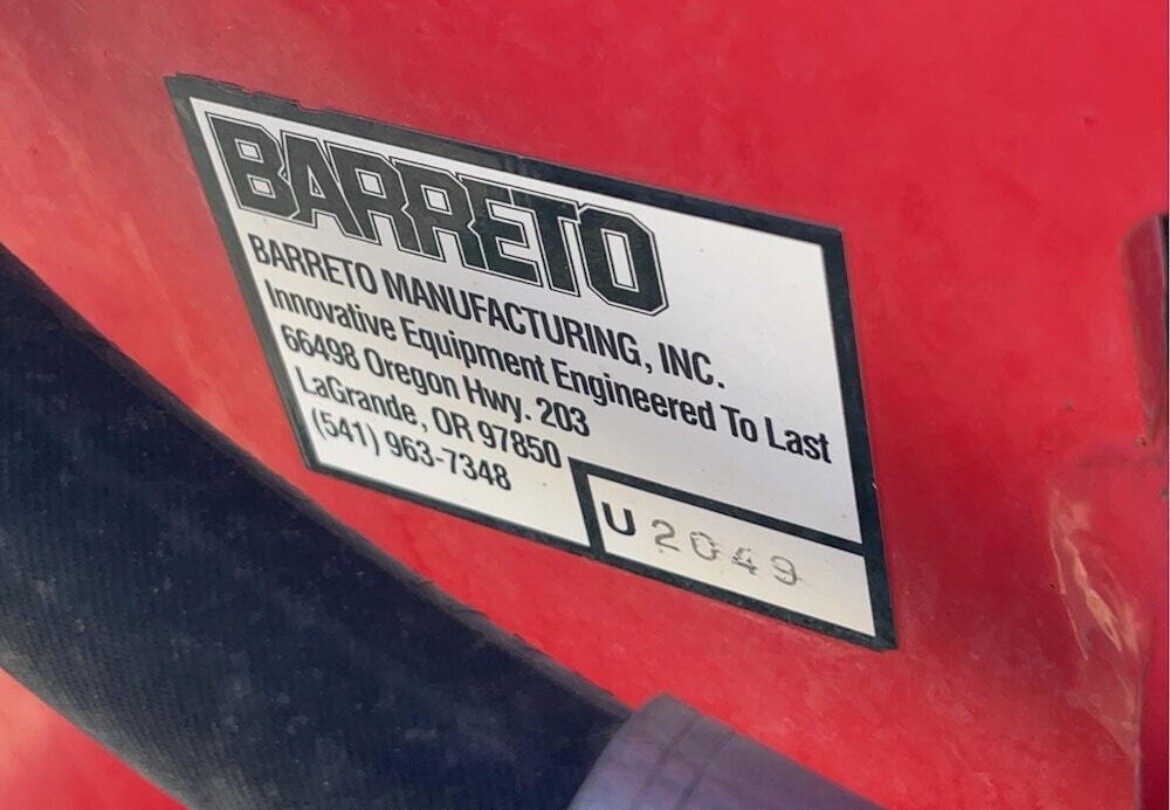 BARRETO
BARRETO MANUFACTURING, INC.
Innovative Equipment Engineered To Last
66498 Oregon Hwy. 203
LaGrande, OR 97850
(541) 963-7348
U 2049